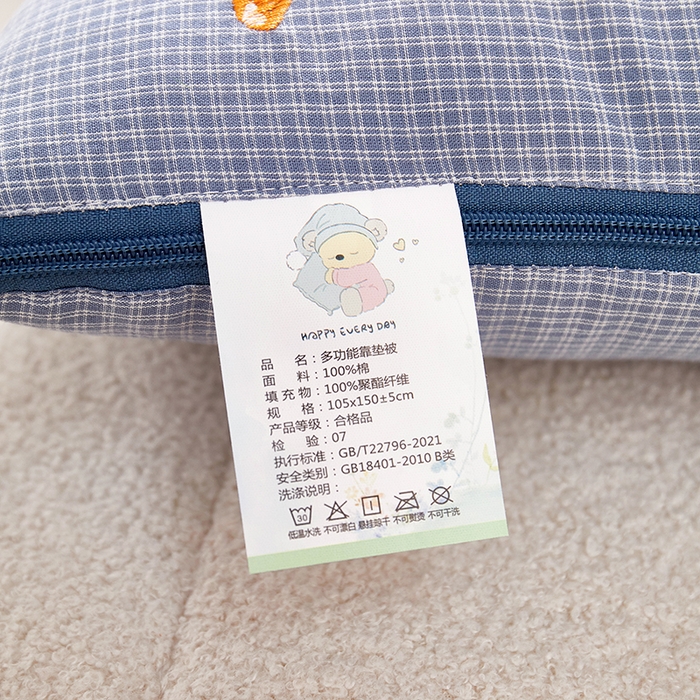 HAPPY EVERY DAY
品 名：多功能靠垫被
面 料：100%棉
填 充 物：100%聚酯纤维
规 格：105x150±5cm
产品等级：合格品
检 验：07
执行标准：GB/T22796-2021
安全类别：GB18401-2010 B类
洗涤说明：
30
低温水洗 不可漂白 悬挂晾干 不可熨烫 不可干洗